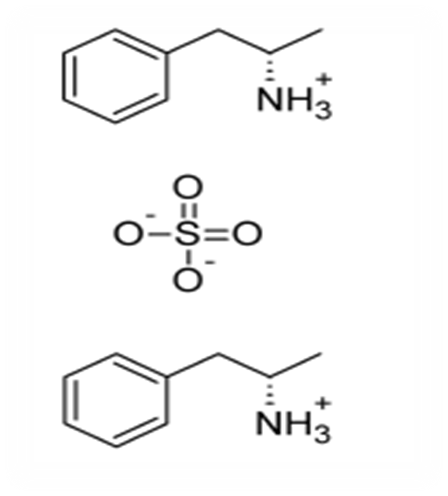 NH3+
O
O- S O
O-
NH3+